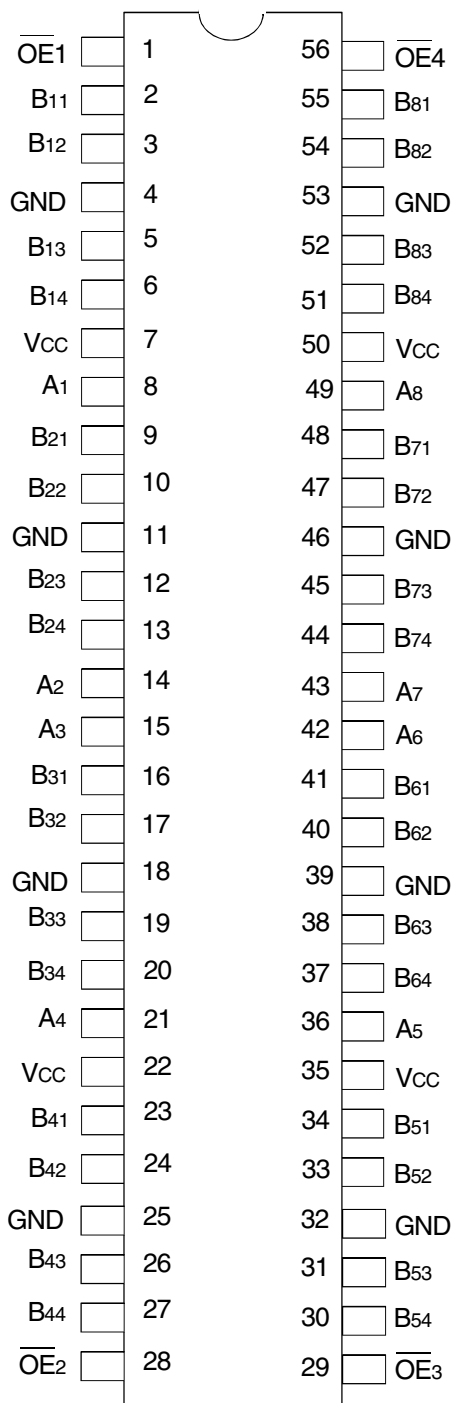 OE1 1 56 OE4
B11 2 55 B81
B12 3 54 B82
GND 4 53 GND
B13 5 52 B83
B14 6 51 B84
VCC 7 50 VCC
A1 8 49 A8
B21 9 48 B71
B22 10 47 B72
GND 11 46 GND
B23 12 45 B73
B24 13 44 B74
A2 14 43 A7
A3 15 42 A6
B31 16 41 B61
B32 17 40 B62
GND 18 39 GND
B33 19 38 B63
B34 20 37 B64
A4 21 36 A5
VCC 22 35 VCC
B41 23 34 B51
B42 24 33 B52
GND 25 32 GND
B43 26 31 B53
B44 27 30 B54
OE2 28 29 OE3